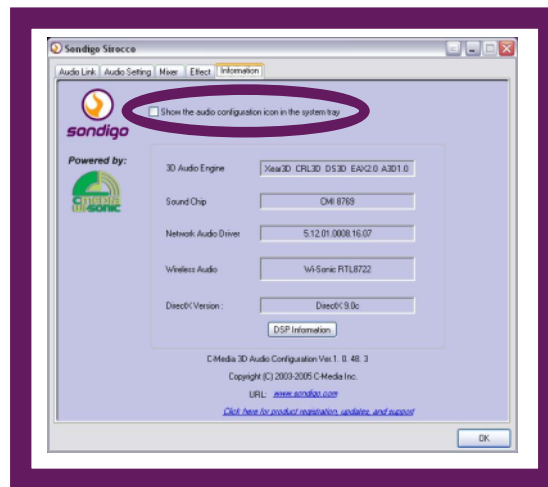 Sondigo Sirocco
Audio Link Audio Setting Mixer Effect Information
Show the audio configuration icon in the system tray
sondigo
Powered by:
CMEDIA
WI-SONIC
3D Audio Engine Xear3D CRL3D DS3D EAX2.0 A3D1.0
Sound Chip CMI 8769
Network Audio Driver 5.12.01.0008.16.07
Wireless Audio Wi-Sonic RTL8722
DirectX Version : DirectX 9.0c
DSP Information
C-Media 3D Audio Configuration Ver.1. 0. 48. 3
Copyright (C) 2003-2005 C-Media Inc.
URL: www.sondigo.com
Click here for product registration, updates, and support
OK